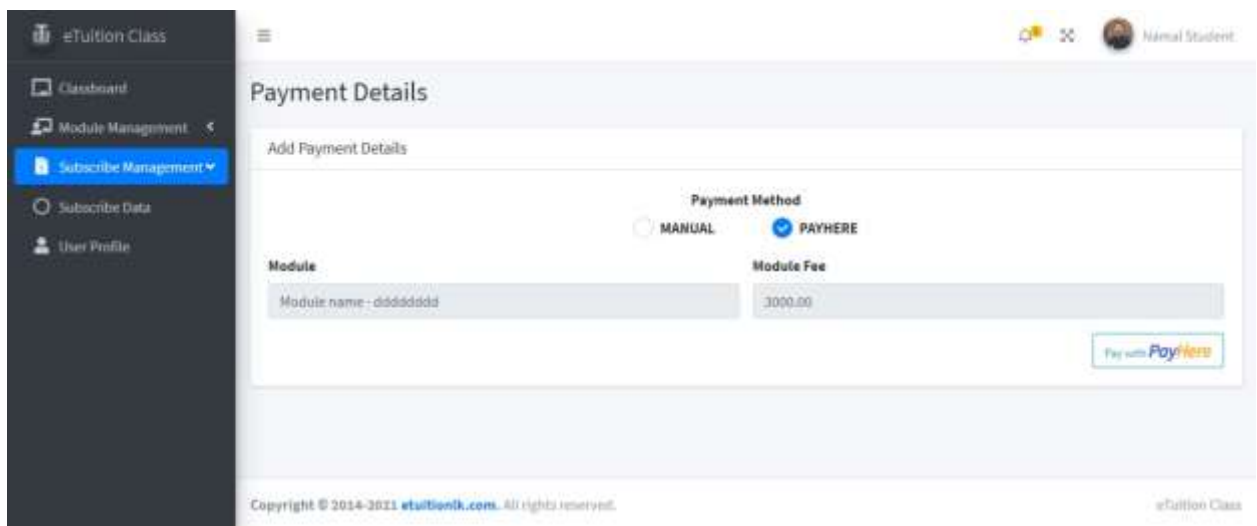 eTuition Class
Namal Student
Classboard
Module Management
Subscribe Management
Subscribe Data
User Profile
Payment Details
Add Payment Details
Payment Method
MANUAL
PAYHERE
Module
Module Fee
Module name - dddddddd
3000.00
Pay with PayHere
Copyright © 2014-2021 etuitionlk.com. All rights reserved.
eTuition Class